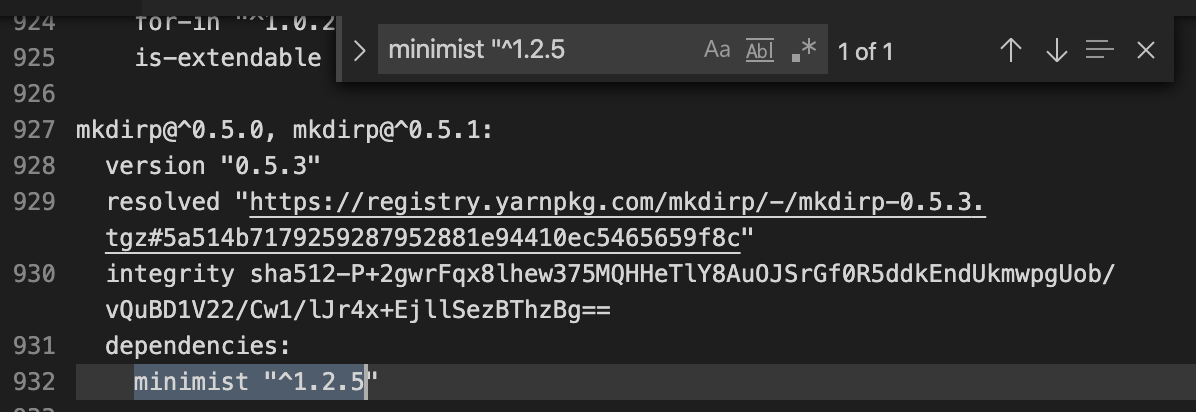 924 for-in "^1.0.2
minimist "^1.2.5 Aa Abl .* 1 of 1
925 is-extendable
926
927 mkdirp@^0.5.0, mkdirp@^0.5.1:
928 version "0.5.3"
929 resolved "https://registry.yarnpkg.com/mkdirp/-/mkdirp-0.5.3.
tgz#5a514b7179259287952881e94410ec5465659f8c"
930 integrity sha512-P+2gwrFqx8lhew375MQHHeTlY8AuOJSrGf0R5ddkEndUkmwpgUob/
vQuBD1V22/Cw1/lJr4x+EjllSezBThzBg==
931 dependencies:
932 minimist "^1.2.5"